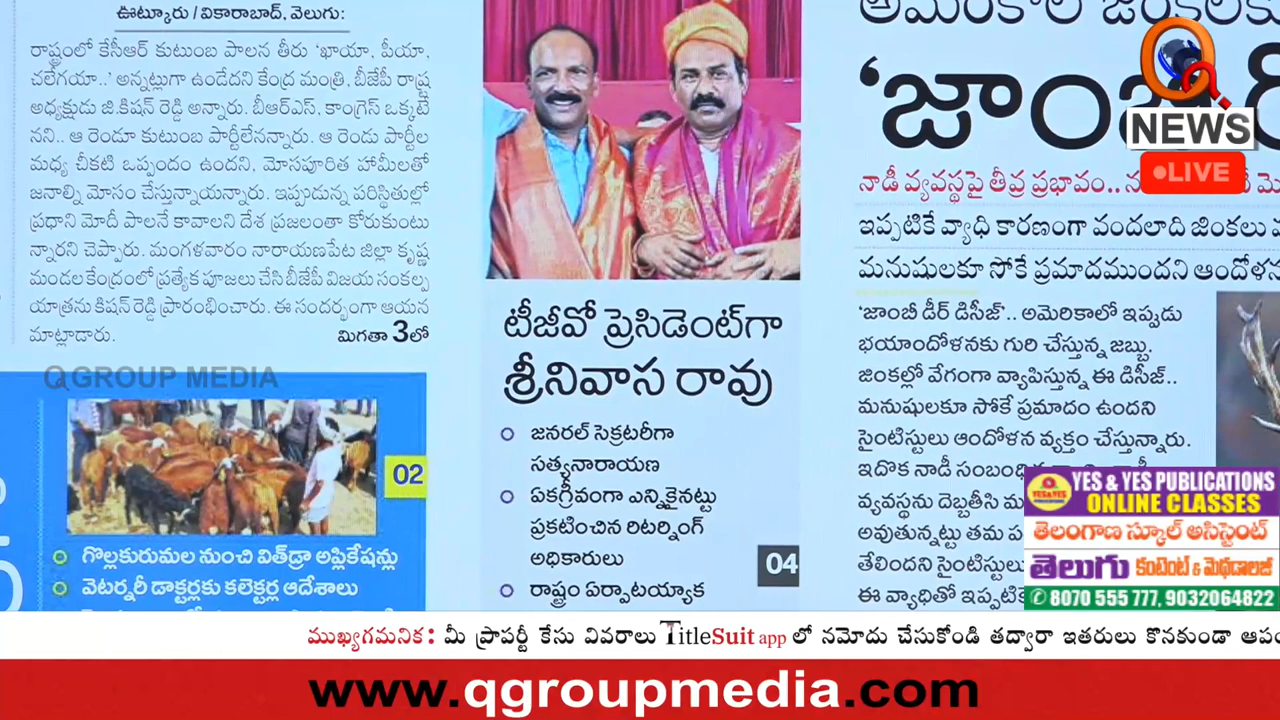 ఊట్కూరు / వికారాబాద్, వెలుగు:
రాష్ట్రంలో కేసీఆర్ కుటుంబ పాలన తీరు 'ఖాయా, పీయా,
చలేగయా..' అన్నట్లుగా ఉండేదని కేంద్ర మంత్రి, బీజేపీ రాష్ట్ర
అధ్యక్షుడు జి.కిషన్ రెడ్డి అన్నారు. బీఆర్ఎస్, కాంగ్రెస్ ఒక్కటే
నని.. ఆ రెండూ కుటుంబ పార్టీలేనన్నారు. ఆ రెండు పార్టీల
మధ్య చీకటి ఒప్పందం ఉందని, మోసపూరిత హామీలతో
జనాల్ని మోసం చేస్తున్నాయన్నారు. ఇప్పుడున్న పరిస్థితుల్లో
ప్రధాని మోదీ పాలనే కావాలని దేశ ప్రజలంతా కోరుకుంటు
న్నారని చెప్పారు. మంగళవారం నారాయణపేట జిల్లా కృష్ణ
మండల కేంద్రంలో ప్రత్యేక పూజలు చేసి బీజేపీ విజయ సంకల్ప
యాత్రను కిషన్ రెడ్డి ప్రారంభించారు. ఈ సందర్భంగా ఆయన
మాట్లాడారు.
మిగతా 3లో
Q GROUP MEDIA
02
గొల్లకురుమల నుంచి విత్‌డ్రా అప్లికేషన్లు
వెటర్నరీ డాక్టర్లకు కలెక్టర్ల ఆదేశాలు
టీజీవో ప్రెసిడెంట్‌గా
శ్రీనివాస రావు
జనరల్ సెక్రటరీగా
సత్యనారాయణ
ఏకగ్రీవంగా ఎన్నికైనట్టు
ప్రకటించిన రిటర్నింగ్
అధికారులు
రాష్ట్రం ఏర్పాటయ్యాక
04
అమెరికాలో జింకలకు
'జాంబీ
నాడీ వ్యవస్థపై తీవ్ర ప్రభావం..
ఇప్పటికే వ్యాధి కారణంగా వందలాది జింకలు
మనుషులకూ సోకే ప్రమాదముందని ఆందోళన
'జాంబీ డీర్ డిసీజ్'.. అమెరికాలో ఇప్పుడు
భయాందోళనకు గురి చేస్తున్న జబ్బు.
జింకల్లో వేగంగా వ్యాపిస్తున్న ఈ డిసీజ్..
మనుషులకూ సోకే ప్రమాదం ఉందని
సైంటిస్టులు ఆందోళన వ్యక్తం చేస్తున్నారు.
ఇదొక నాడీ సంబంధిత
వ్యవస్థను దెబ్బతీసి
అవుతున్నట్టు తమ
తేలిందని సైంటిస్టులు
ఈ వ్యాధితో ఇప్పటికే
Q
NEWS
LIVE
YES & YES PUBLICATIONS
ONLINE CLASSES
తెలంగాణ స్కూల్ అసిస్టెంట్
తెలుగు కంటెంట్ & మెథడాలజీ
8070 555 777, 9032064822
ముఖ్యగమనిక: మీ ప్రాపర్టీ కేసు వివరాలు TitleSuit app లో నమోదు చేసుకోండి తద్వారా ఇతరులు కొనకుండా
www.qgroupmedia.com